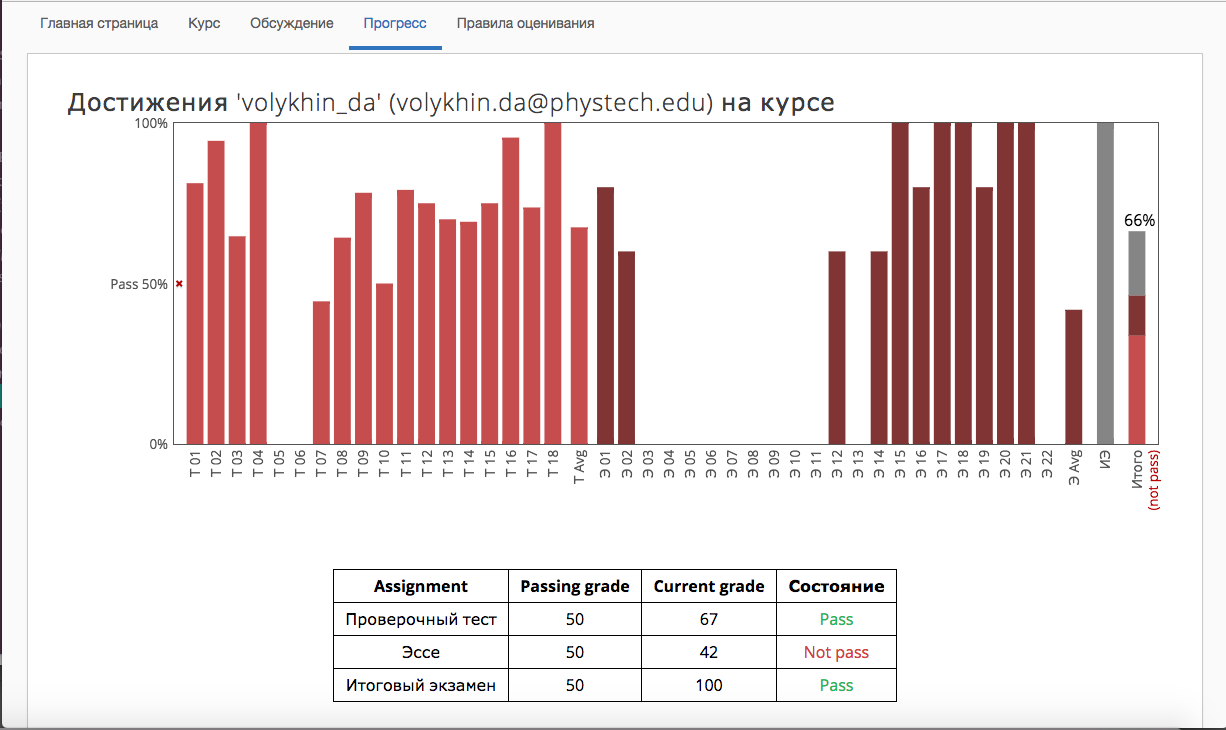 Главная страница Курс Обсуждение Прогресс Правила оценивания
Достижения 'volykhin_da' (volykhin.da@phystech.edu) на курсе
100%
66%
Pass 50%
0%
Т 01 Т 02 Т 03 Т 04 Т 05 Т 06 Т 07 Т 08 Т 09 Т 10 Т 11 Т 12 Т 13 Т 14 Т 15 Т 16 Т 17 Т 18 Т Avg Э 01 Э 02 Э 03 Э 04 Э 05 Э 06 Э 07 Э 08 Э 09 Э 10 Э 11 Э 12 Э 13 Э 14 Э 15 Э 16 Э 17 Э 18 Э 19 Э 20 Э 21 Э 22 Э Avg ИЭ Итого
(not pass)
Assignment Passing grade Current grade Состояние
Проверочный тест 50 67 Pass
Эссе 50 42 Not pass
Итоговый экзамен 50 100 Pass